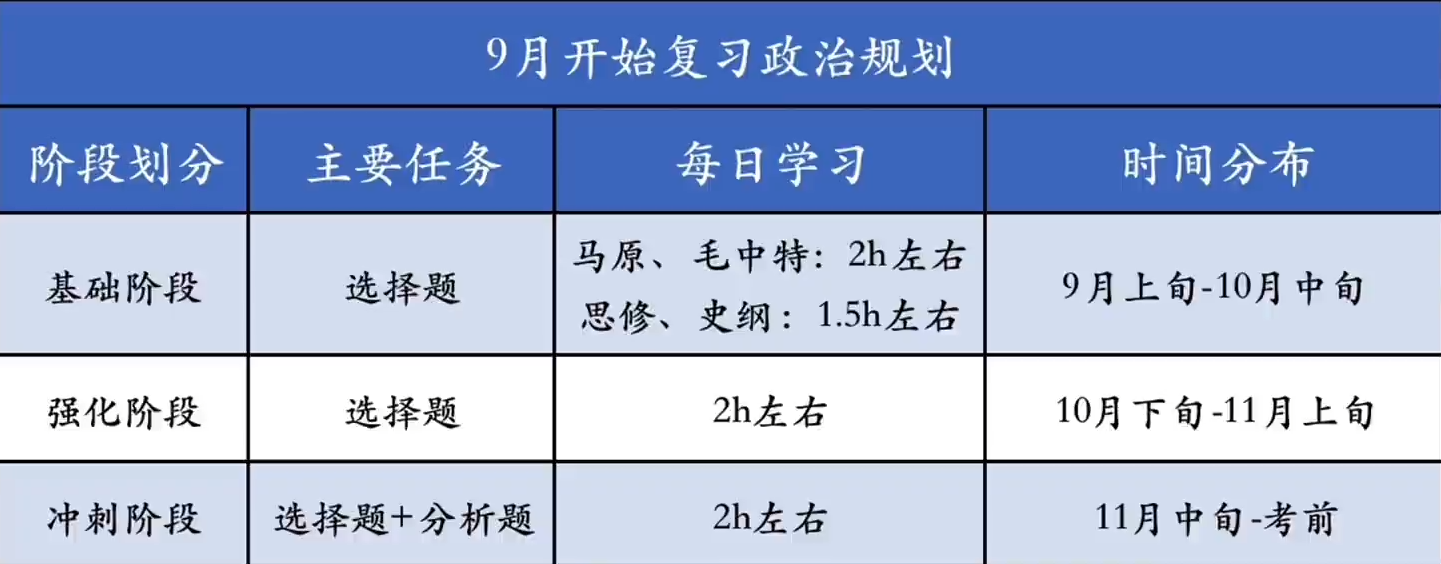 9月开始复习政治规划
阶段划分
主要任务
每日学习
时间分布
基础阶段
选择题
马原、毛中特：2h左右
思修、史纲：1.5h左右
9月上旬-10月中旬
强化阶段
选择题
2h左右
10月下旬-11月上旬
冲刺阶段
选择题+分析题
2h左右
11月中旬-考前